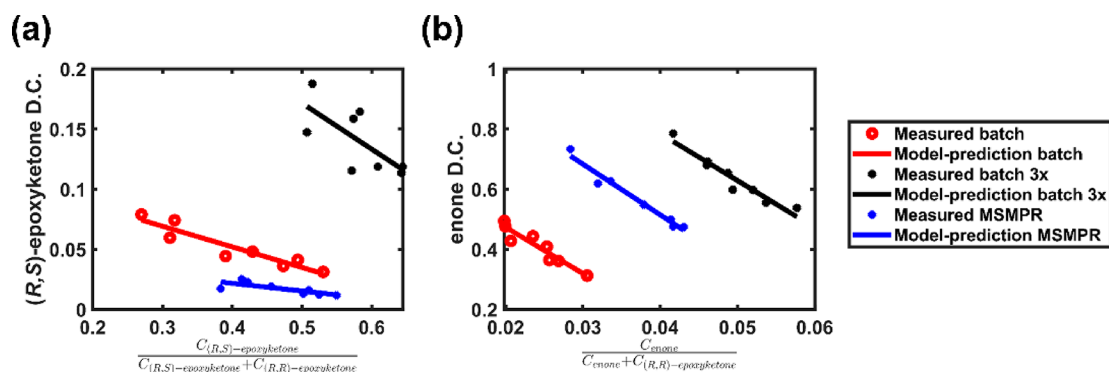 (a)
(R,S)-epoxyketone D.C.
0.2
0.15
0.1
0.05
0
0.2 0.3 0.4 0.5 0.6
C(R,S)−epoxyketone
C(R,S)−epoxyketone+C(R,R)−epoxyketone
(b)
enone D.C.
1
0.8
0.6
0.4
0.2
0.02 0.03 0.04 0.05 0.06
Cenone
Cenone+C(R,R)−epoxyketone
Measured batch
Model-prediction batch
Measured batch 3x
Model-prediction batch 3x
Measured MSMPR
Model-prediction MSMPR